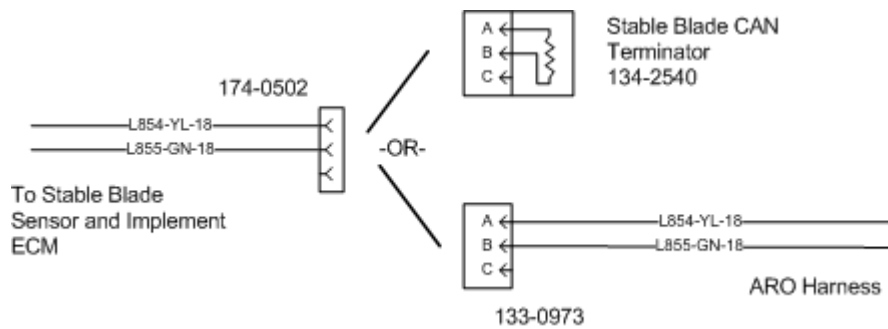 A
B
C
Stable Blade CAN
Terminator
134-2540
174-0502
L854-YL-18
L855-GN-18
-OR-
To Stable Blade
Sensor and Implement
ECM
A
B
C
L854-YL-18
L855-GN-18
ARO Harness
133-0973